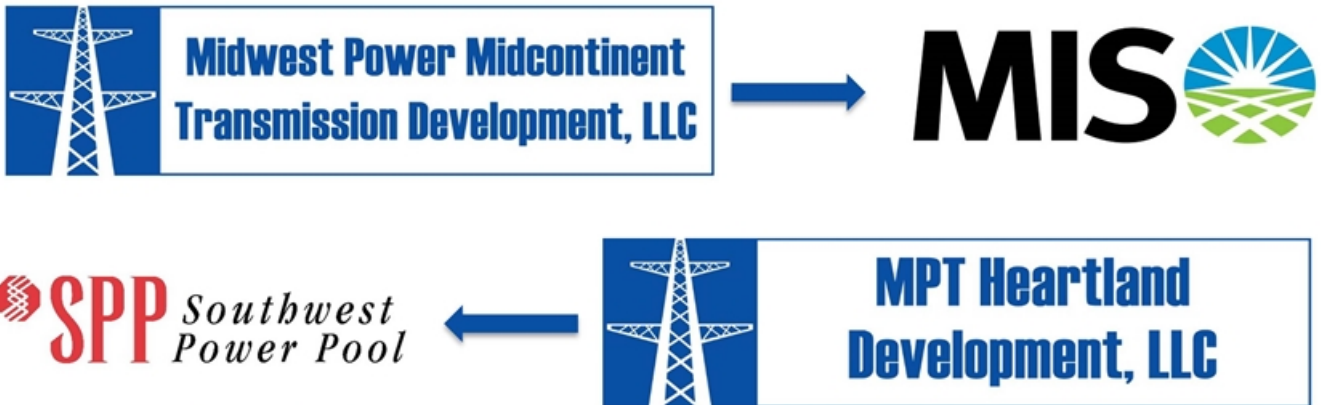 Midwest Power Midcontinent
Transmission Development, LLC
MISO
SPP Southwest
Power Pool
MPT Heartland
Development, LLC